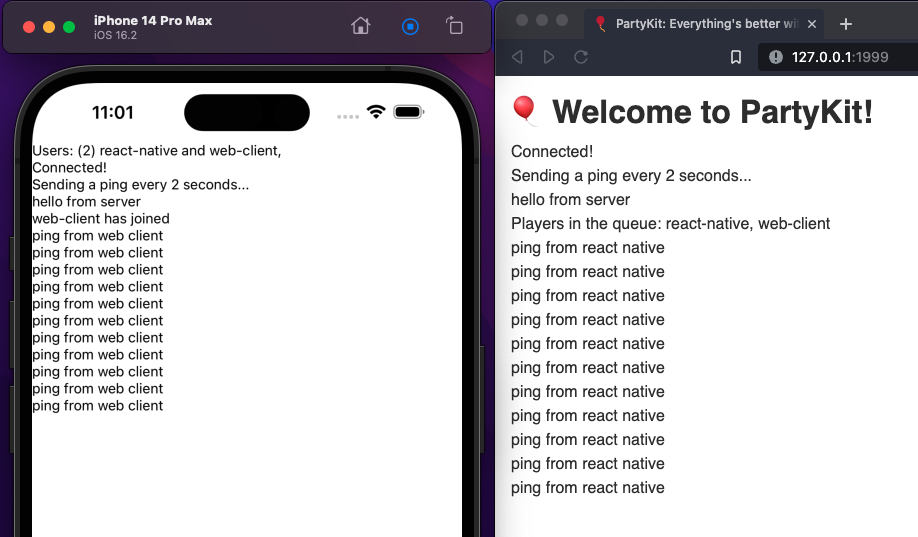 iPhone 14 Pro Max
iOS 16.2
11:01
Users: (2) react-native and web-client,
Connected!
Sending a ping every 2 seconds...
hello from server
web-client has joined
ping from web client
ping from web client
ping from web client
ping from web client
ping from web client
ping from web client
ping from web client
ping from web client
ping from web client
ping from web client
ping from web client
PartyKit: Everything's better wi
127.0.0.1:1999
Welcome to PartyKit!
Connected!
Sending a ping every 2 seconds...
hello from server
Players in the queue: react-native, web-client
ping from react native
ping from react native
ping from react native
ping from react native
ping from react native
ping from react native
ping from react native
ping from react native
ping from react native
ping from react native
ping from react native